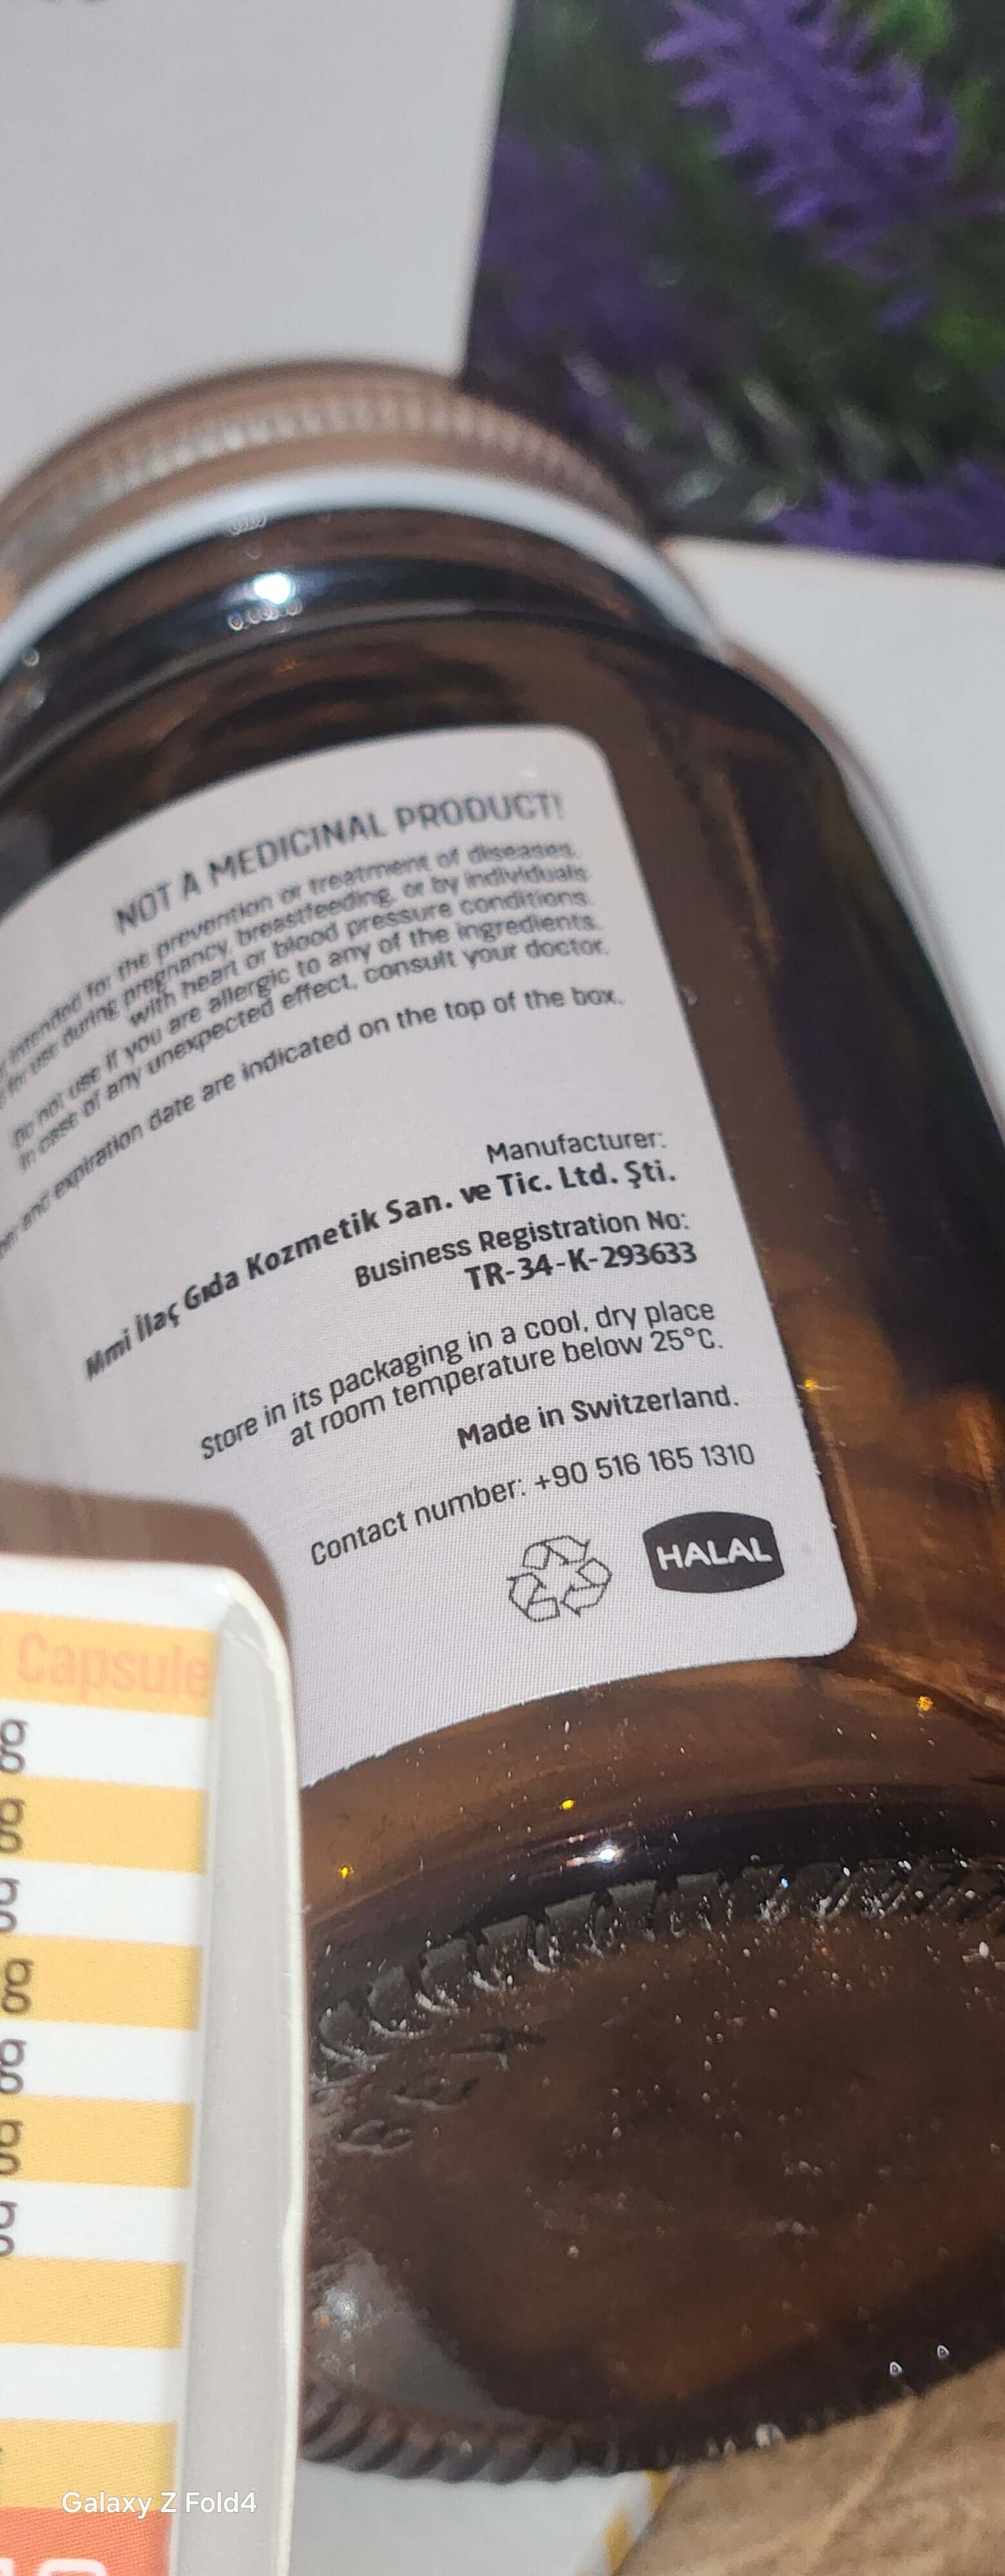 NOT A MEDICINAL PRODUCT!
intended for the prevention or treatment of diseases.
for use during pregnancy, breastfeeding, or by individuals
with heart or blood pressure conditions.
Do not use if you are allergic to any of the ingredients.
In case of any unexpected effect, consult your doctor.
and expiration date are indicated on the top of the box.
Manufacturer:
Mmi İlaç Gıda Kozmetik San. ve Tic. Ltd. Şti.
Business Registration No:
TR-34-K-293633
Store in its packaging in a cool, dry place
at room temperature below 25°C.
Made in Switzerland.
Contact number: +90 516 165 1310
HALAL
Capsule
g
g
g
g
g
g
g
Galaxy Z Fold4